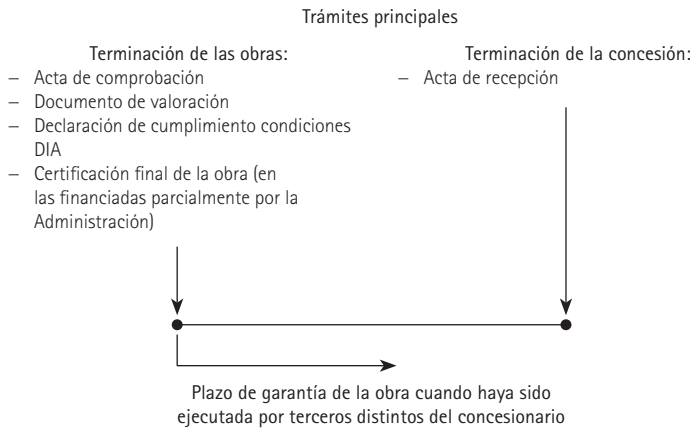 Trámites principales
Terminación de las obras:
– Acta de comprobación
– Documento de valoración
– Declaración de cumplimiento condiciones
DIA
– Certificación final de la obra (en
las financiadas parcialmente por la
Administración)
Terminación de la concesión:
– Acta de recepción
Plazo de garantía de la obra cuando haya sido
ejecutada por terceros distintos del concesionario